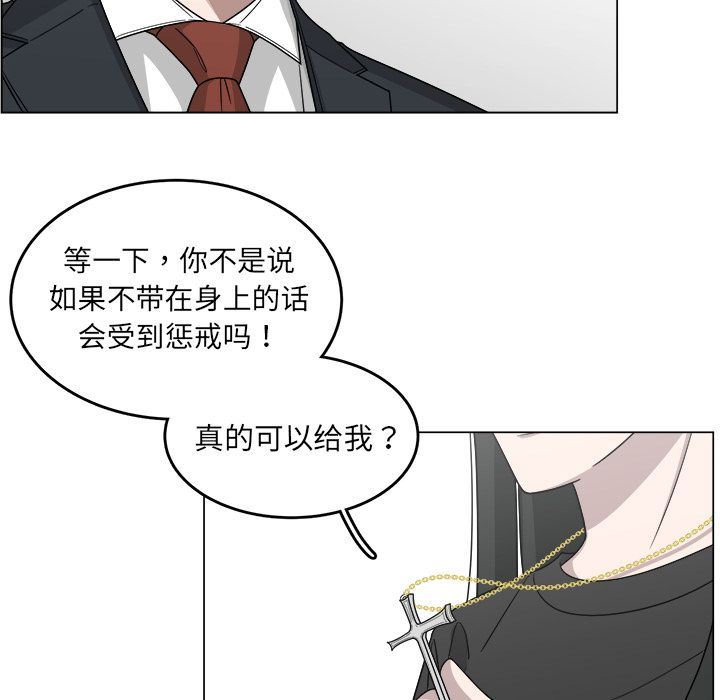 等一下，你不是说
如果不带在身上的话
会受到惩戒吗！
真的可以给我？